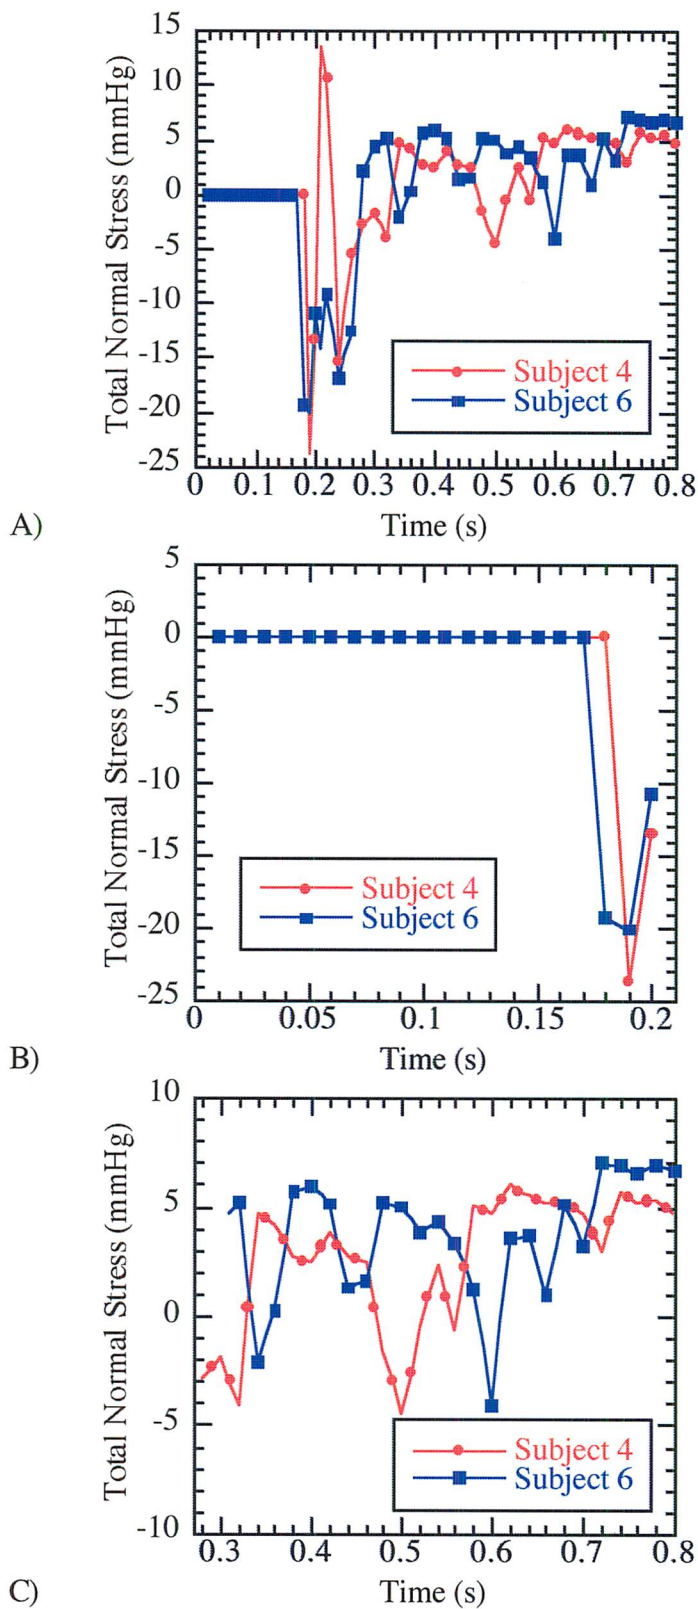 15
10
5
0
-5
-10
-15
-20
-25
Total Normal Stress (mmHg)
Subject 4
Subject 6
0 0.1 0.2 0.3 0.4 0.5 0.6 0.7 0.8
Time (s)
A)
5
0
-5
-10
-15
-20
-25
Total Normal Stress (mmHg)
Subject 4
Subject 6
0 0.05 0.1 0.15 0.2
Time (s)
B)
10
5
0
-5
-10
Total Normal Stress (mmHg)
Subject 4
Subject 6
0.3 0.4 0.5 0.6 0.7 0.8
Time (s)
C)